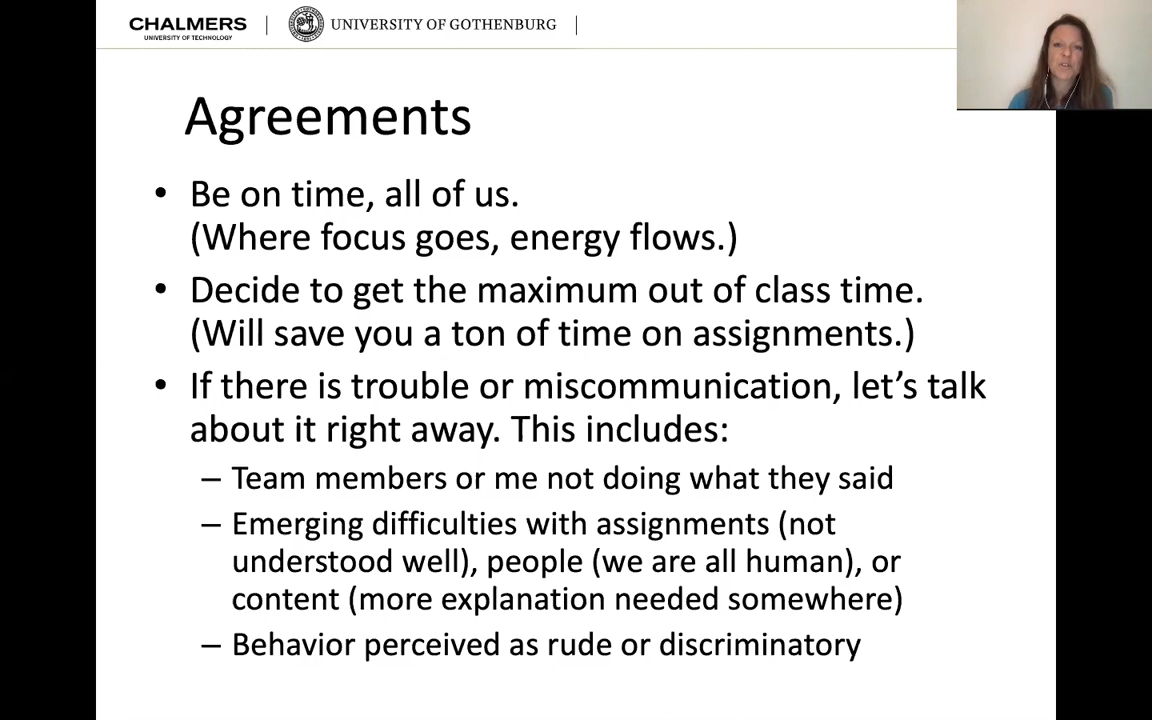 CHALMERS
UNIVERSITY OF TECHNOLOGY
UNIVERSITY OF GOTHENBURG
Agreements
• Be on time, all of us.
(Where focus goes, energy flows.)
• Decide to get the maximum out of class time.
(Will save you a ton of time on assignments.)
• If there is trouble or miscommunication, let’s talk
about it right away. This includes:
– Team members or me not doing what they said
– Emerging difficulties with assignments (not
understood well), people (we are all human), or
content (more explanation needed somewhere)
– Behavior perceived as rude or discriminatory